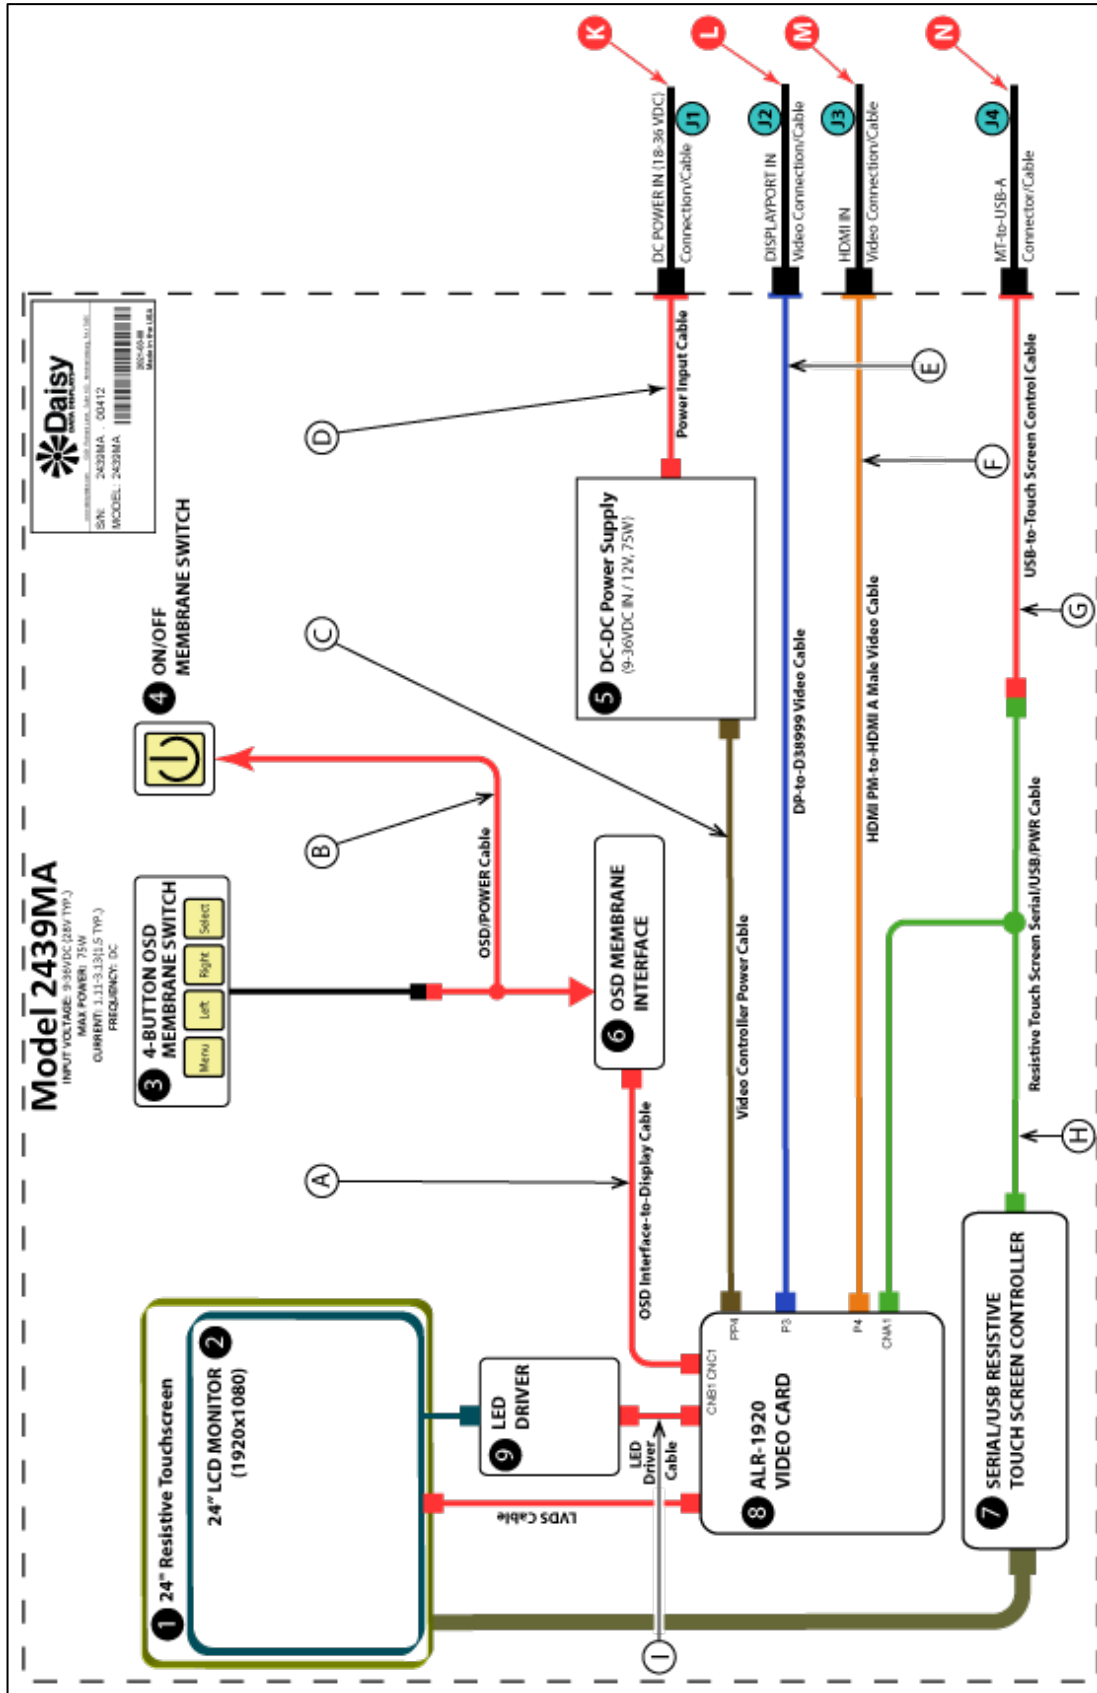 Model 2439MA
INPUT VOLTAGE: 9-36VDC (28V TYP.)
MAX POWER: 75W
CURRENT: 1.11-3.13(1.5 TYP.)
FREQUENCY: DC
Daisy
DATA DISPLAYS
S/N: 2439MA . 00412
MODEL: 2439MA
Made in the USA
1 24" Resistive Touchscreen
24" LCD MONITOR 2
(1920x1080)
3 4-BUTTON OSD
MEMBRANE SWITCH
Menu Left Right Select
4 ON/OFF
MEMBRANE SWITCH
B
OSD/POWER Cable
A
OSD Interface-to-Display Cable
6 OSD MEMBRANE
INTERFACE
C
D
5 DC-DC Power Supply
(9-36VDC IN / 12V, 75W)
Power Input Cable
DC POWER IN (18-36 VDC)
Connection/Cable
J1
K
9 LED
DRIVER
LED
Driver
Cable
I
LVDS Cable
8 ALR-1920
VIDEO CARD
CNB1 CNC1
PP4
P3
P4
CNA1
Video Controller Power Cable
DP-to-D38999 Video Cable
E
DISPLAYPORT IN
Video Connection/Cable
J2
L
HDMI PM-to-HDMI A Male Video Cable
F
HDMI IN
Video Connection/Cable
J3
M
7 SERIAL/USB RESISTIVE
TOUCH SCREEN CONTROLLER
H
Resistive Touch Screen Serial/USB/PWR Cable
G
USB-to-Touch Screen Control Cable
MT-to-USB-A
Connector/Cable
J4
N